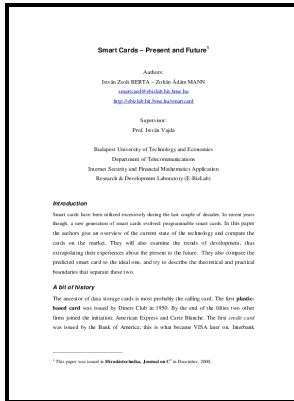 Smart Cards – Present and Future¹
Authors:
István Zsolt BERTA – Zoltán Ádám MANN
smartcard@ebizlab.hit.bme.hu
http://ebizlab.hit.bme.hu/smartcard
Supervisor:
Prof. István Vajda
Budapest University of Technology and Economics
Department of Telecommunications
Internet Security and Financial Mathematics Application
Research & Development Laboratory (E-BizLab)
Introduction
Smart cards have been utilized extensively during the last couple of decades. In recent years
though, a new generation of smart cards evolved: programmable smart cards. In this paper
the authors give an overview of the current state of the technology and compare the
cards on the market. They will also examine the trends of development, thus
extrapolating their experiences about the present to the future. They also compare the
predicted smart card to the ideal one, and try to describe the theoretical and practical
boundaries that separate these two.
A bit of history
The ancestor of data storage cards is most probably the calling card. The first plastic-
based card was issued by Diners Club in 1950. By the end of the fifties two other
firms joined the initiation: American Express and Carte Blanche. The first credit card
was issued by the Bank of America; this is what became VISA later on. Interbank
¹ This paper was issued in Híradástechnika, Journal on C⁵ in December, 2000.